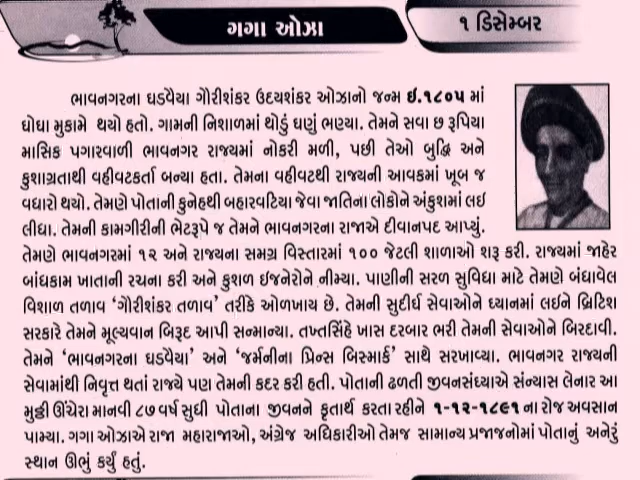 ગગા ઓઝા
૧ ડિસેમ્બર
ભાવનગરના ઘડવૈયા ગૌરીશંકર ઉદયશંકર ઓઝાનો જન્મ ઇ.૧૮૦૫ માં
ઘોઘા મુકામે થયો હતો. ગામની નિશાળમાં થોડું ઘણું ભણ્યા. તેમને સવા છ રૂપિયા
માસિક પગારવાળી ભાવનગર રાજ્યમાં નોકરી મળી, પછી તેઓ બુદ્ધિ અને
કુશાગ્રતાથી વહીવટકર્તા બન્યા હતા. તેમના વહીવટથી રાજ્યની આવકમાં ખૂબ જ
વધારો થયો. તેમણે પોતાની કુનેહથી બહારવટિયા જેવા જાતિના લોકોને અંકુશમાં લઇ
લીધા. તેમની કામગીરીની ભેટરૂપે જ તેમને ભાવનગરના રાજાએ દીવાનપદ આપ્યું.
તેમણે ભાવનગરમાં ૧૨ અને રાજ્યના સમગ્ર વિસ્તારમાં ૧૦૦ જેટલી શાળાઓ શરૂ કરી. રાજ્યમાં જાહેર
બાંધકામ ખાતાની રચના કરી અને કુશળ ઇજનેરોને નીમ્યા. પાણીની સરળ સુવિધા માટે તેમણે બંધાવેલ
વિશાળ તળાવ ‘ગૌરીશંકર તળાવ’ તરીકે ઓળખાય છે. તેમની સુદીર્ઘ સેવાઓને ધ્યાનમાં લઇને બ્રિટિશ
સરકારે તેમને મૂલ્યવાન બિરૂદ આપી સન્માન્યા. તખ્તસિંહે ખાસ દરબાર ભરી તેમની સેવાઓને બિરદાવી.
તેમને ‘ભાવનગરના ઘડવૈયા’ અને ‘જર્મનીના પ્રિન્સ બિસ્માર્ક’ સાથે સરખાવ્યા. ભાવનગર રાજ્યની
સેવામાંથી નિવૃત્ત થતાં રાજ્યે પણ તેમની કદર કરી હતી. પોતાની ઢળતી જીવનસંધ્યાએ સંન્યાસ લેનાર આ
મુઠ્ઠી ઊંચેરા માનવી ૮૭ વર્ષ સુધી પોતાના જીવનને કૃતાર્થ કરતા રહીને ૧-૧૨-૧૮૯૧ ના રોજ અવસાન
પામ્યા. ગગા ઓઝાએ રાજા મહારાજાઓ, અંગ્રેજ અધિકારીઓ તેમજ સામાન્ય પ્રજાજનોમાં પોતાનું અનેરું
સ્થાન ઊભું કર્યું હતું.